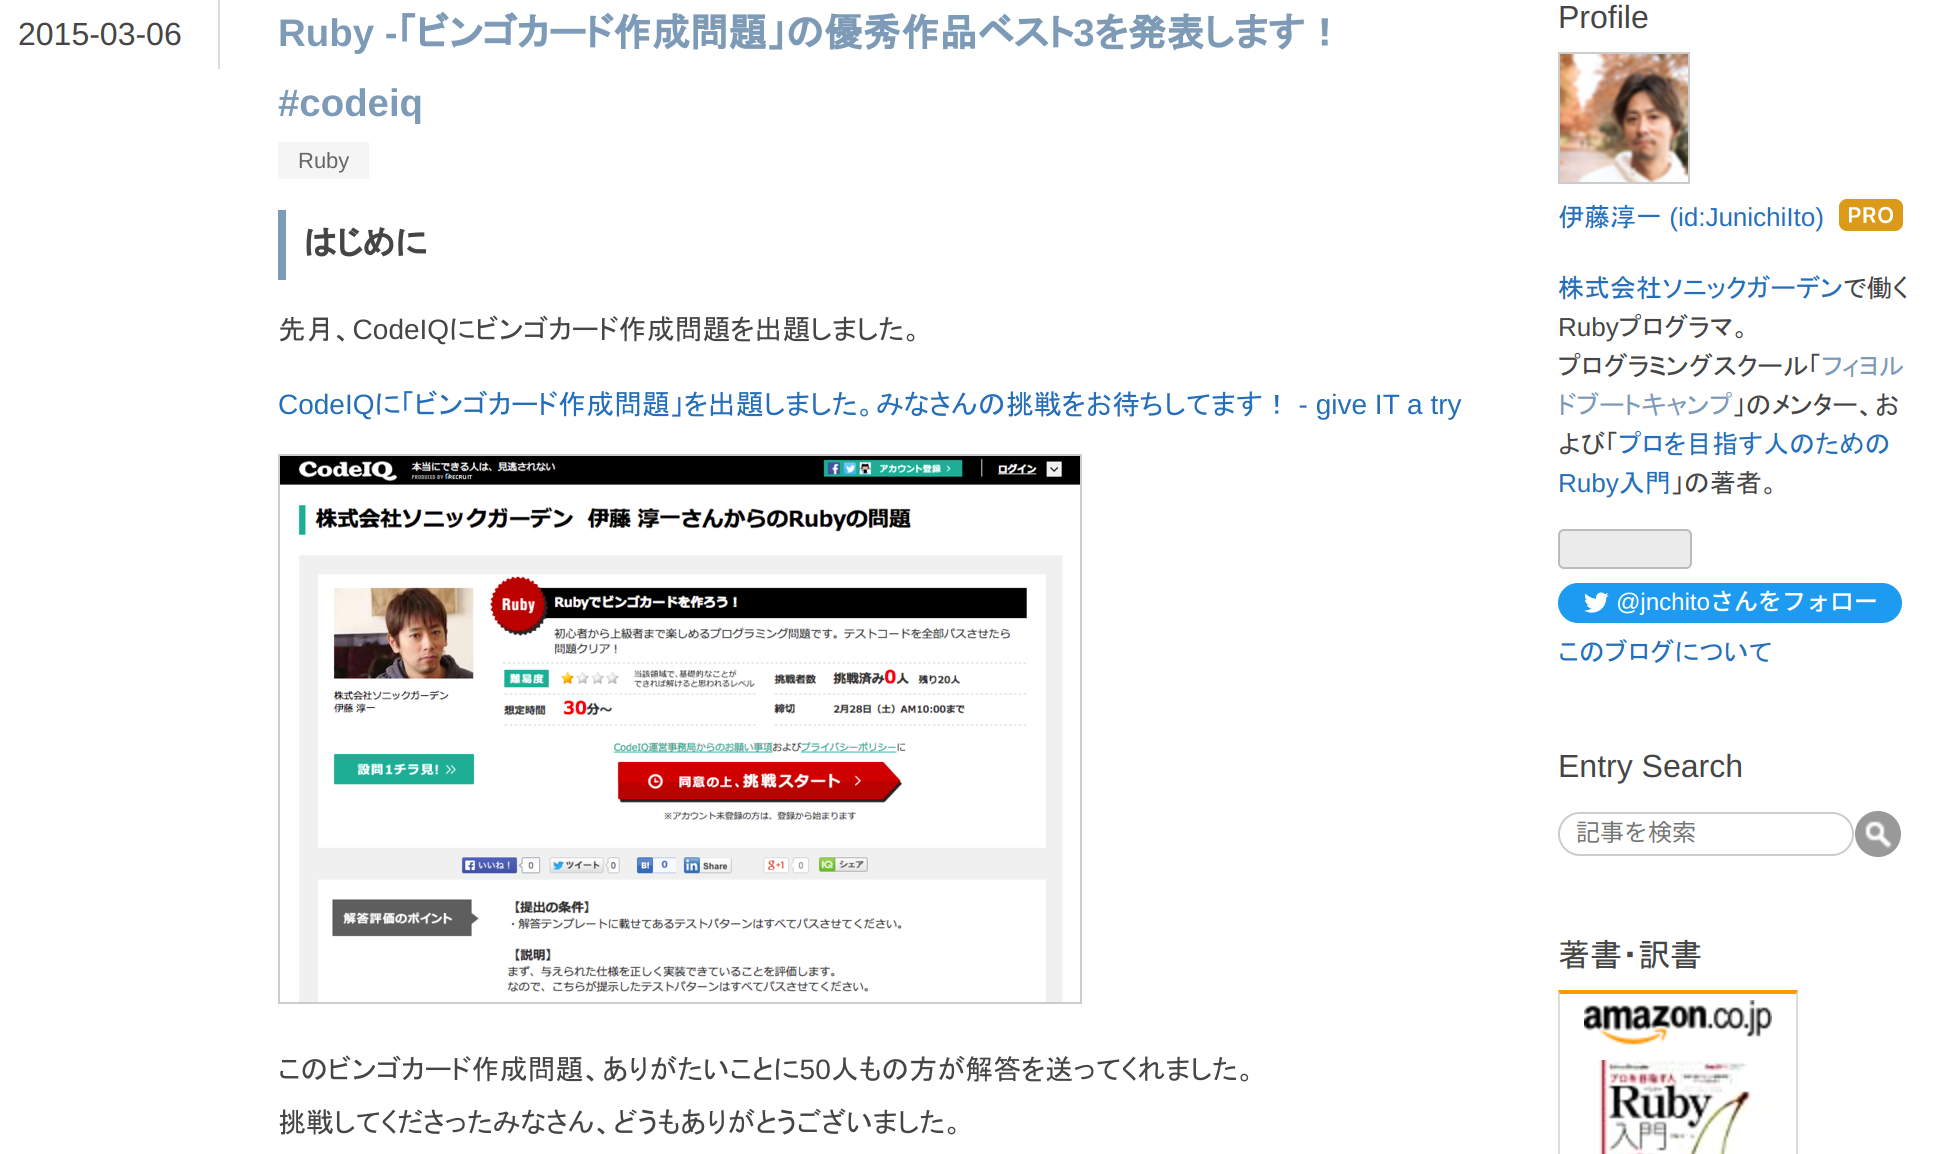 2015-03-06
Ruby -「ビンゴカード作成問題」の優秀作品ベスト3を発表します！
#codeiq
Ruby
はじめに
先月、CodeIQにビンゴカード作成問題を出題しました。
CodeIQに「ビンゴカード作成問題」を出題しました。みなさんの挑戦をお待ちしてます！ - give IT a try
CodeIQ 本当にできる人は、見逃されない
PRODUCED BY RECRUIT
アカウント登録
ログイン
株式会社ソニックガーデン 伊藤 淳一さんからのRubyの問題
Ruby
Rubyでビンゴカードを作ろう！
初心者から上級者まで楽しめるプログラミング問題です。テストコードを全部パスさせたら
問題クリア！
難易度
当該領域で、基礎的なことが
できれば解けると思われるレベル
挑戦者数 挑戦済み0人 残り20人
想定時間 30分～
締切 2月28日（土）AM10:00まで
株式会社ソニックガーデン
伊藤 淳一
設問1チラ見! >>
CodeIQ運営事務局からのお願い事項およびプライバシーポリシーに
同意の上、挑戦スタート
※アカウント未登録の方は、登録から始まります
いいね！ 0 ツイート 0 B! 0 in Share g+1 0 IQ シェア
解答評価のポイント
【提出の条件】
・解答テンプレートに載せてあるテストパターンはすべてパスさせてください。
【説明】
まず、与えられた仕様を正しく実装できていることを評価します。
なので、こちらが提示したテストパターンはすべてパスさせてください。
このビンゴカード作成問題、ありがたいことに50人もの方が解答を送ってくれました。
挑戦してくださったみなさん、どうもありがとうございました。
Profile
伊藤淳一 (id:JunichiIto) PRO
株式会社ソニックガーデンで働く
Rubyプログラマ。
プログラミングスクール「フィヨル
ドブートキャンプ」のメンター、お
よび「プロを目指す人のための
Ruby入門」の著者。
@jnchitoさんをフォロー
このブログについて
Entry Search
記事を検索
著書・訳書
amazon.co.jp
プロを目指す人
Ruby
入門